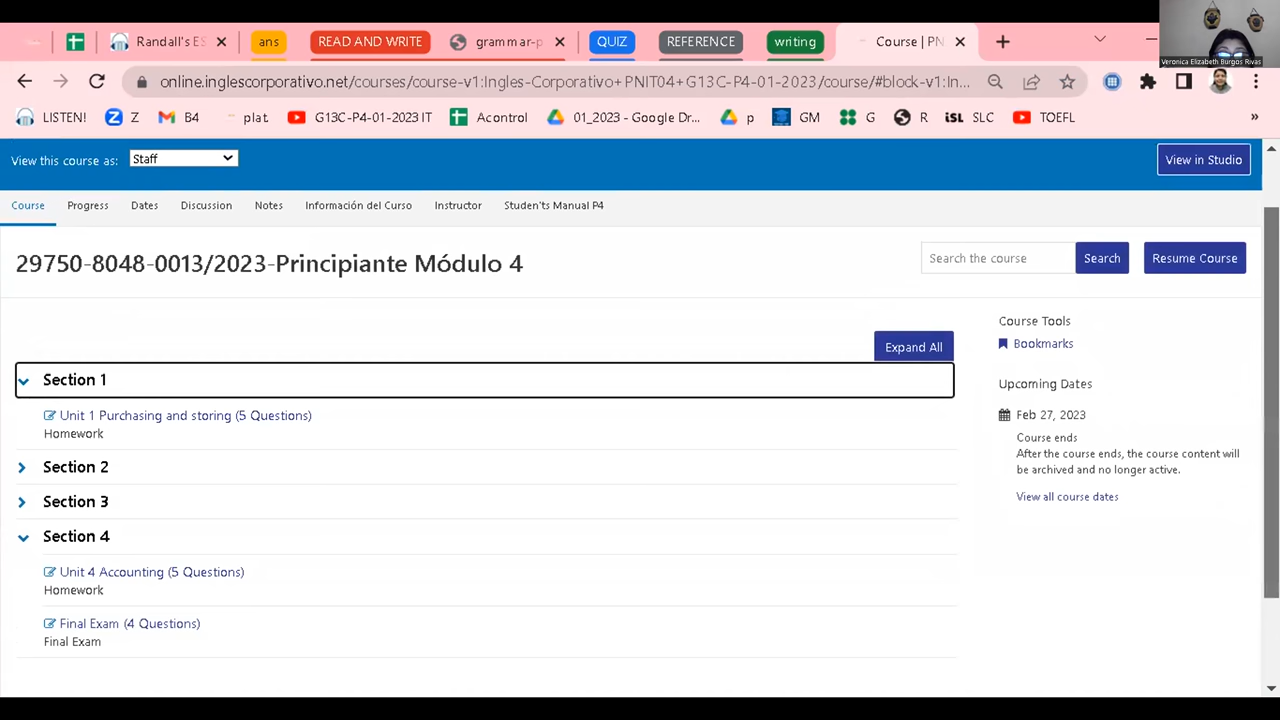 Randall's ES
ans
READ AND WRITE
grammar-p
QUIZ
REFERENCE
writing
Course | PN
Veronica Elizabeth Burgos Rivas
online.inglescorporativo.net/courses/course-v1:Ingles-Corporativo+PNIT04+G13C-P4-01-2023/course/#block-v1:In...
LISTEN!
Z
B4
plat.
G13C-P4-01-2023 IT
Acontrol
01_2023 - Google Dr...
p
GM
G
R
iSL SLC
TOEFL
»
View this course as:
Staff
View in Studio
Course
Progress
Dates
Discussion
Notes
Información del Curso
Instructor
Studen'ts Manual P4
29750-8048-0013/2023-Principiante Módulo 4
Search the course
Search
Resume Course
Expand All
Course Tools
Bookmarks
Upcoming Dates
Feb 27, 2023
Course ends
After the course ends, the course content will
be archived and no longer active.
View all course dates
Section 1
Unit 1 Purchasing and storing (5 Questions)
Homework
Section 2
Section 3
Section 4
Unit 4 Accounting (5 Questions)
Homework
Final Exam (4 Questions)
Final Exam